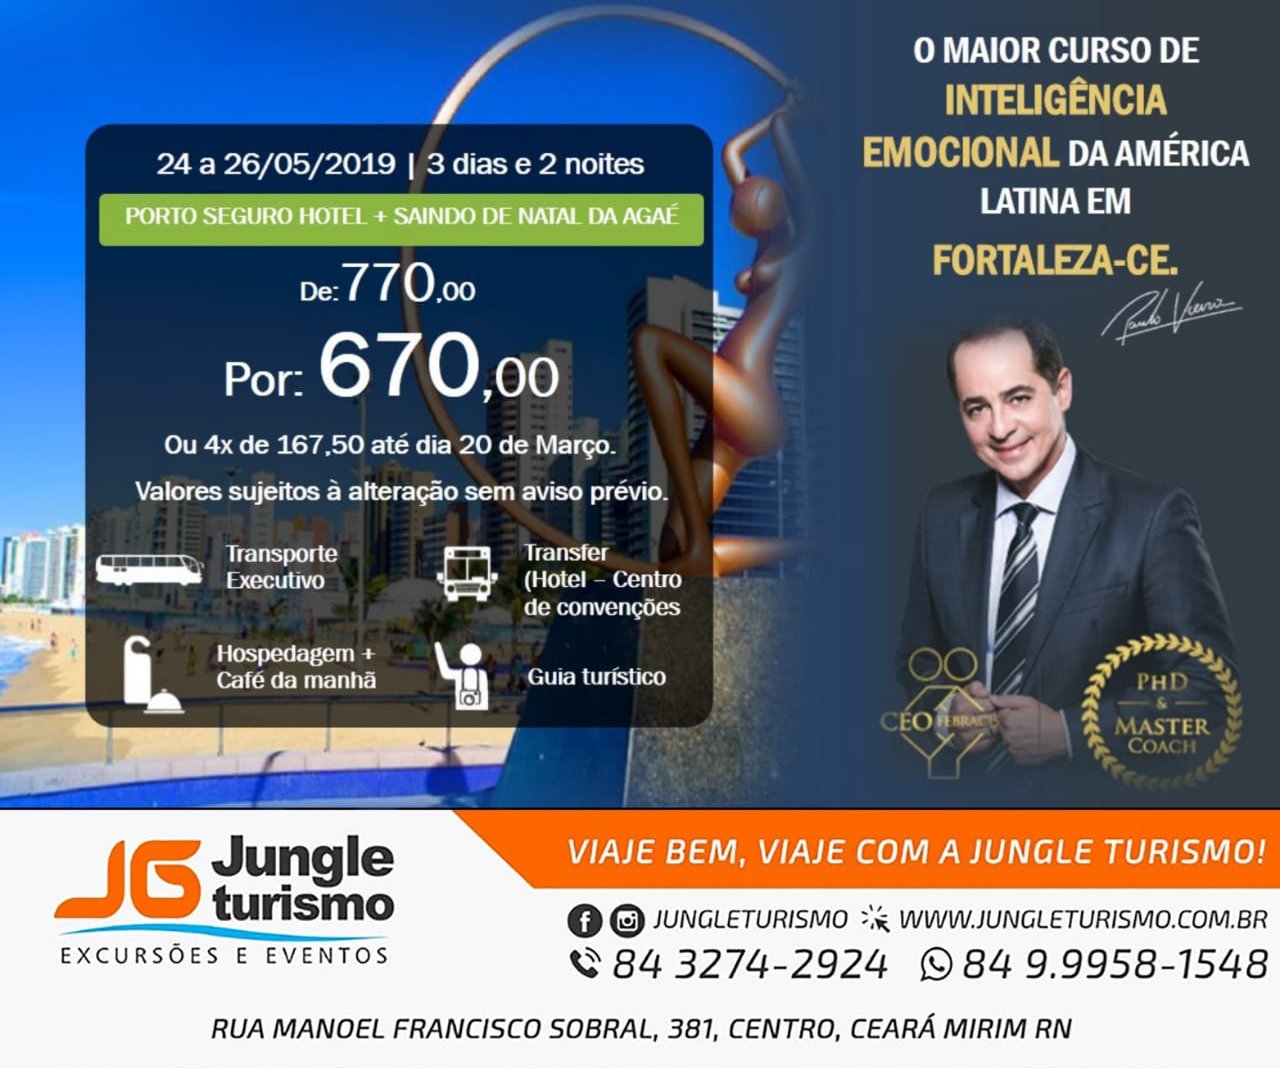 O MAIOR CURSO DE
INTELIGÊNCIA
EMOCIONAL DA AMÉRICA
LATINA EM
FORTALEZA-CE.
Paulo Vieira
24 a 26/05/2019 | 3 dias e 2 noites
PORTO SEGURO HOTEL + SAINDO DE NATAL DA AGAÉ
De: 770,00
Por: 670,00
Ou 4x de 167,50 até dia 20 de Março.
Valores sujeitos à alteração sem aviso prévio.
Transporte
Executivo
Transfer
(Hotel – Centro
de convenções
Hospedagem +
Café da manhã
Guia turístico
CEO FEBRACIS
PHD
&
MASTER
COACH
JG Jungle
turismo
EXCURSÕES E EVENTOS
VIAJE BEM, VIAJE COM A JUNGLE TURISMO!
JUNGLETURISMO WWW.JUNGLETURISMO.COM.BR
84 3274-2924 84 9.9958-1548
RUA MANOEL FRANCISCO SOBRAL, 381, CENTRO, CEARÁ MIRIM RN